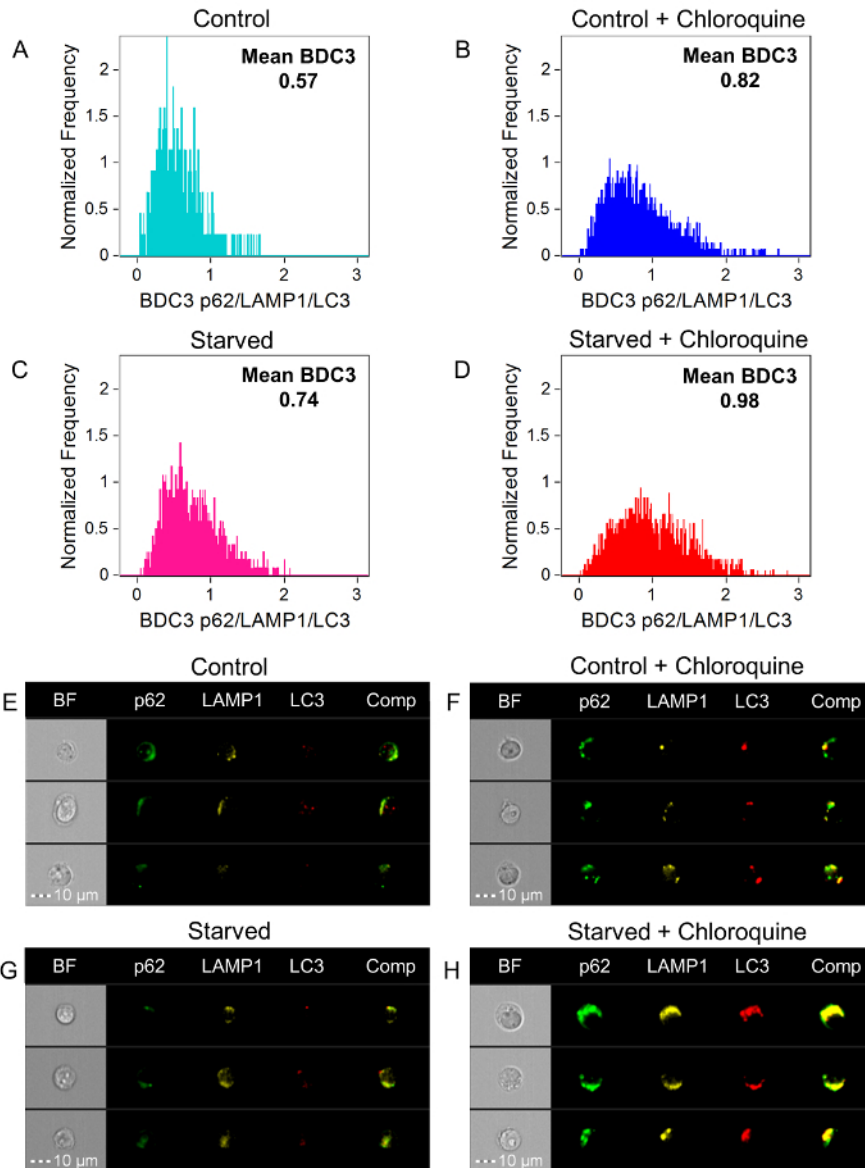 Control
A
Mean BDC3
0.57
Normalized Frequency
2
1.5
1
0.5
0
0 1 2 3
BDC3 p62/LAMP1/LC3
Control + Chloroquine
B
Mean BDC3
0.82
Normalized Frequency
2
1.5
1
0.5
0
0 1 2 3
BDC3 p62/LAMP1/LC3
Starved
C
Mean BDC3
0.74
Normalized Frequency
2
1.5
1
0.5
0
0 1 2 3
BDC3 p62/LAMP1/LC3
Starved + Chloroquine
D
Mean BDC3
0.98
Normalized Frequency
2
1.5
1
0.5
0
0 1 2 3
BDC3 p62/LAMP1/LC3
Control
E
BF p62 LAMP1 LC3 Comp
10 µm
Control + Chloroquine
F
BF p62 LAMP1 LC3 Comp
10 µm
Starved
G
BF p62 LAMP1 LC3 Comp
10 µm
Starved + Chloroquine
H
BF p62 LAMP1 LC3 Comp
10 µm